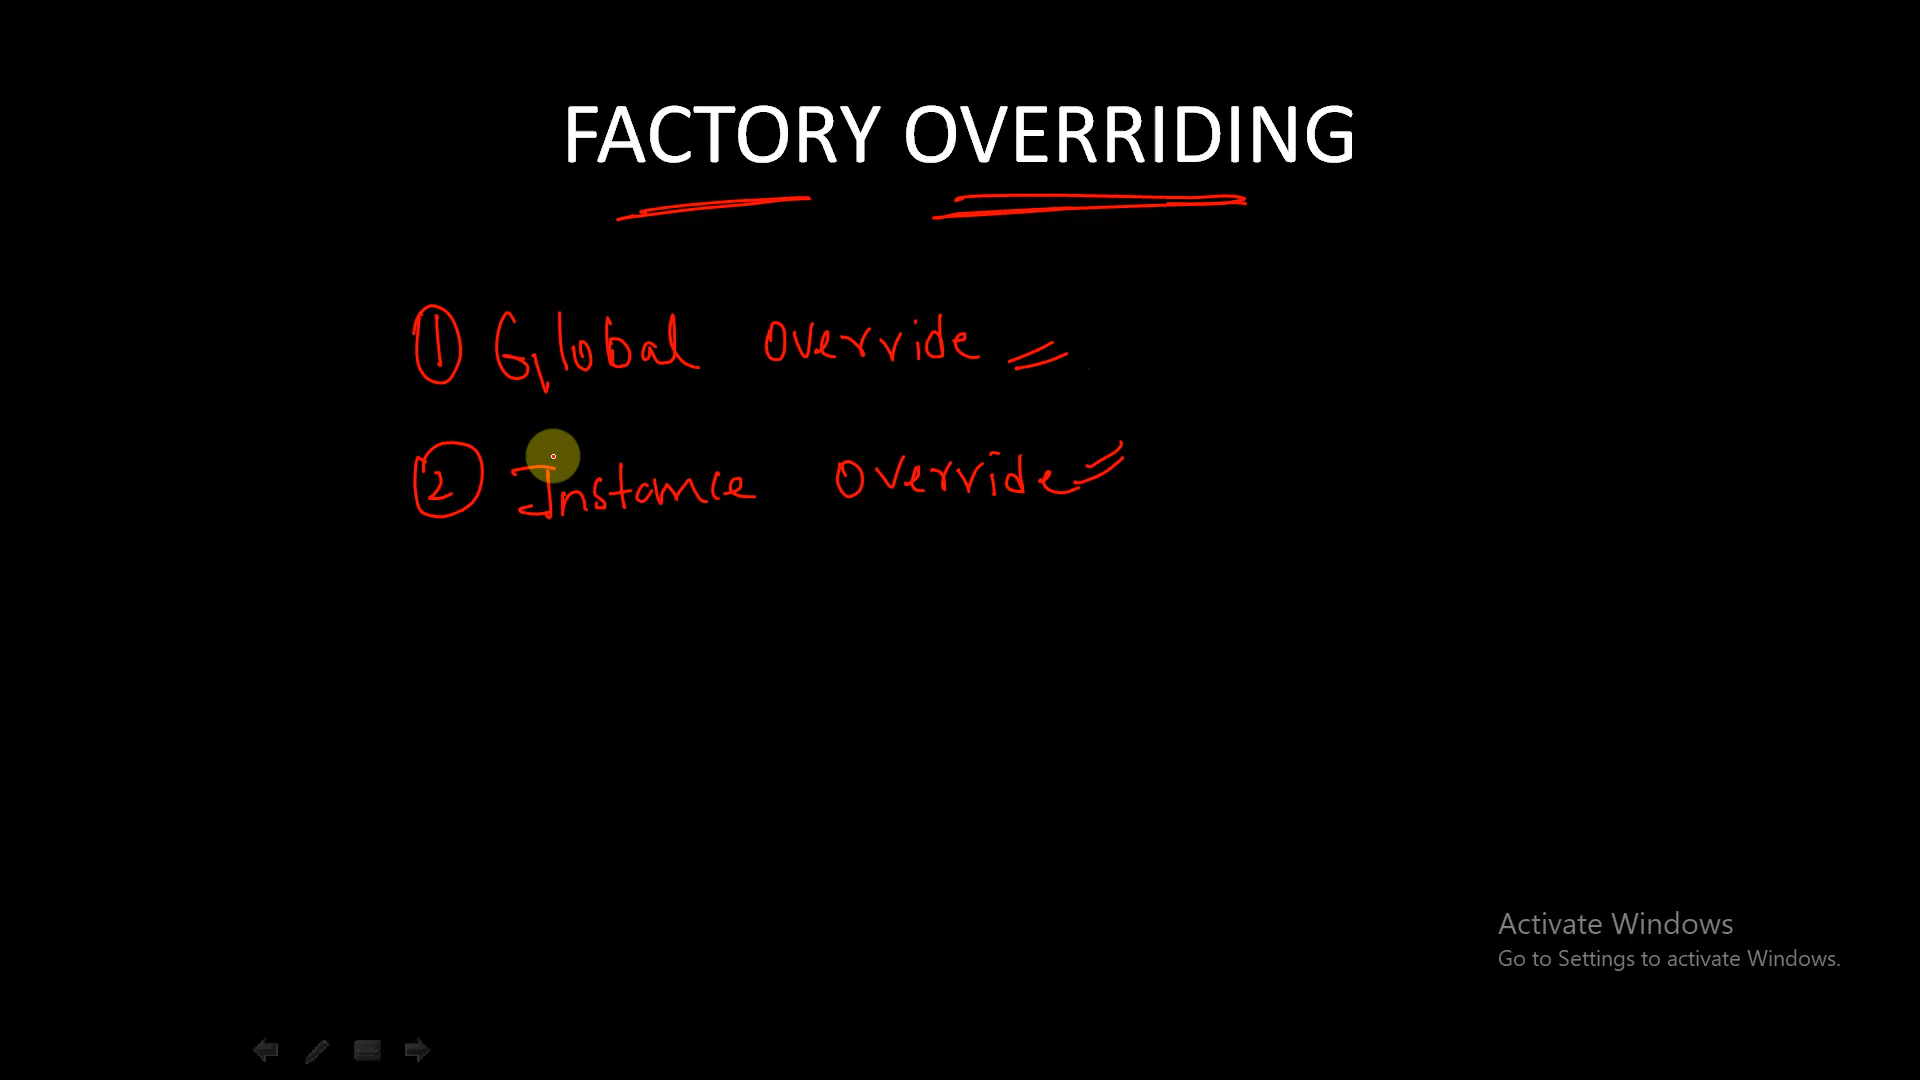 FACTORY OVERRIDING
① Global override
② Instance override
Activate Windows
Go to Settings to activate Windows.